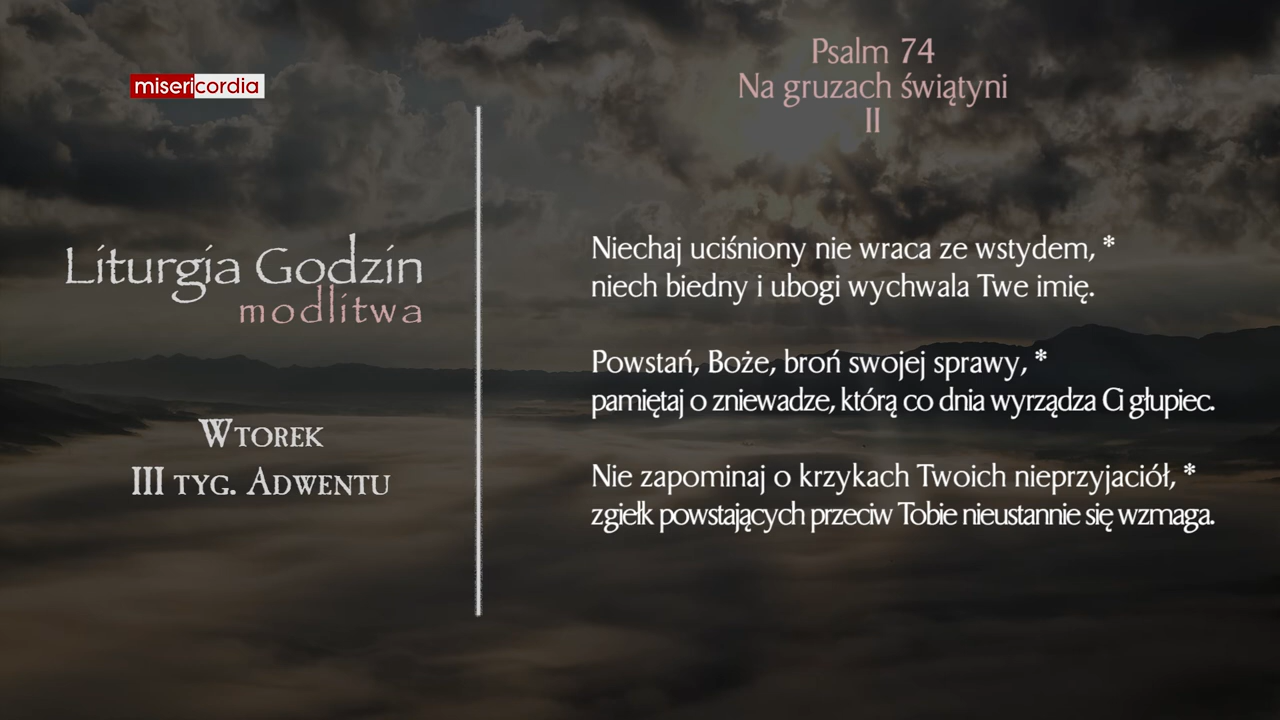 misericordia
Liturgia Godzin
modlitwa
Wtorek
III tyg. Adwentu
Psalm 74
Na gruzach świątyni
II
Niechaj uciśniony nie wraca ze wstydem, *
niech biedny i ubogi wychwala Twe imię.
Powstań, Boże, broń swojej sprawy, *
pamiętaj o zniewadze, którą co dnia wyrządza Ci głupiec.
Nie zapominaj o krzykach Twoich nieprzyjaciół, *
zgiełk powstających przeciw Tobie nieustannie się wzmaga.